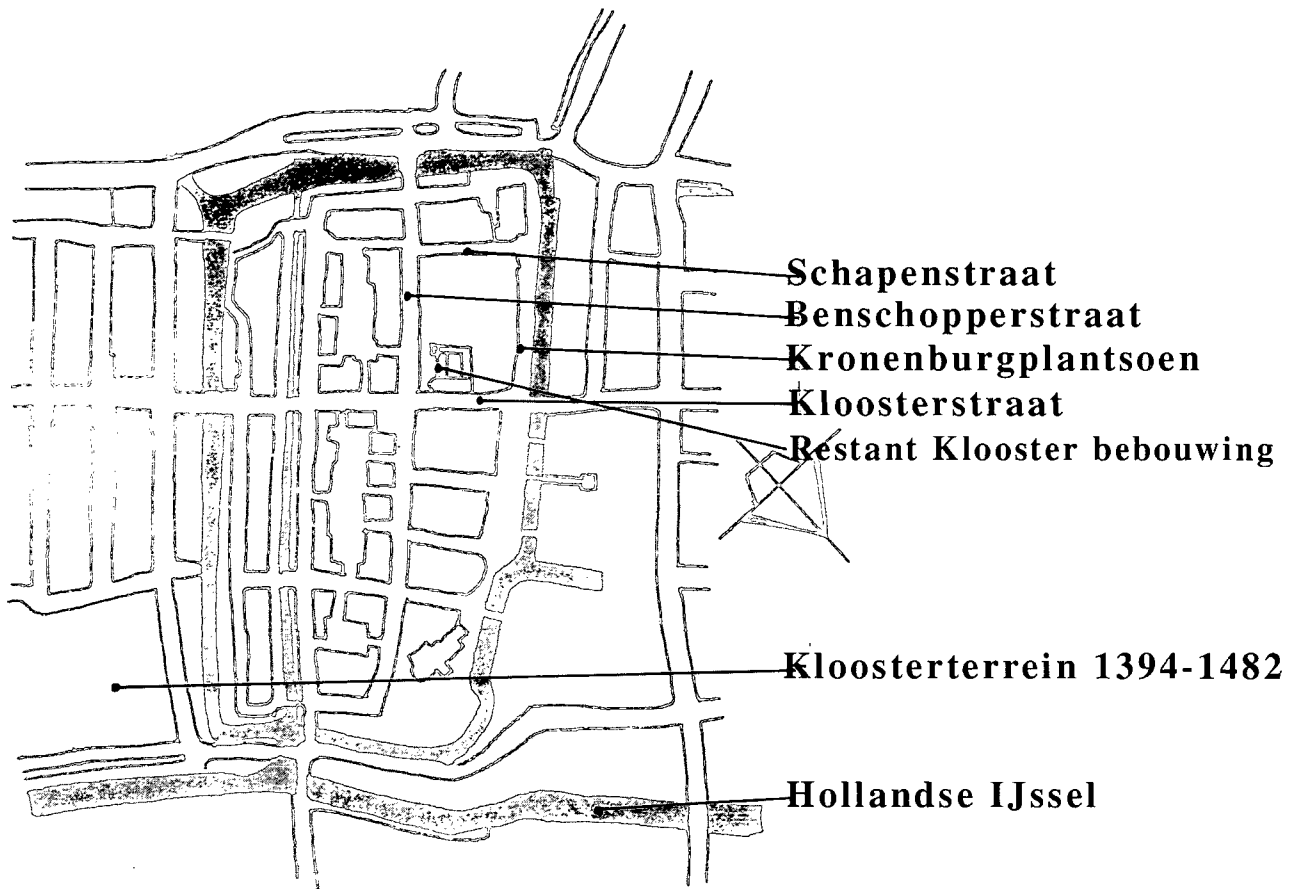 Schapenstraat
Benschopperstraat
Kronenburgplantsoen
Kloosterstraat
Restant Klooster bebouwing
Kloosterterrein 1394-1482
Hollandse IJssel